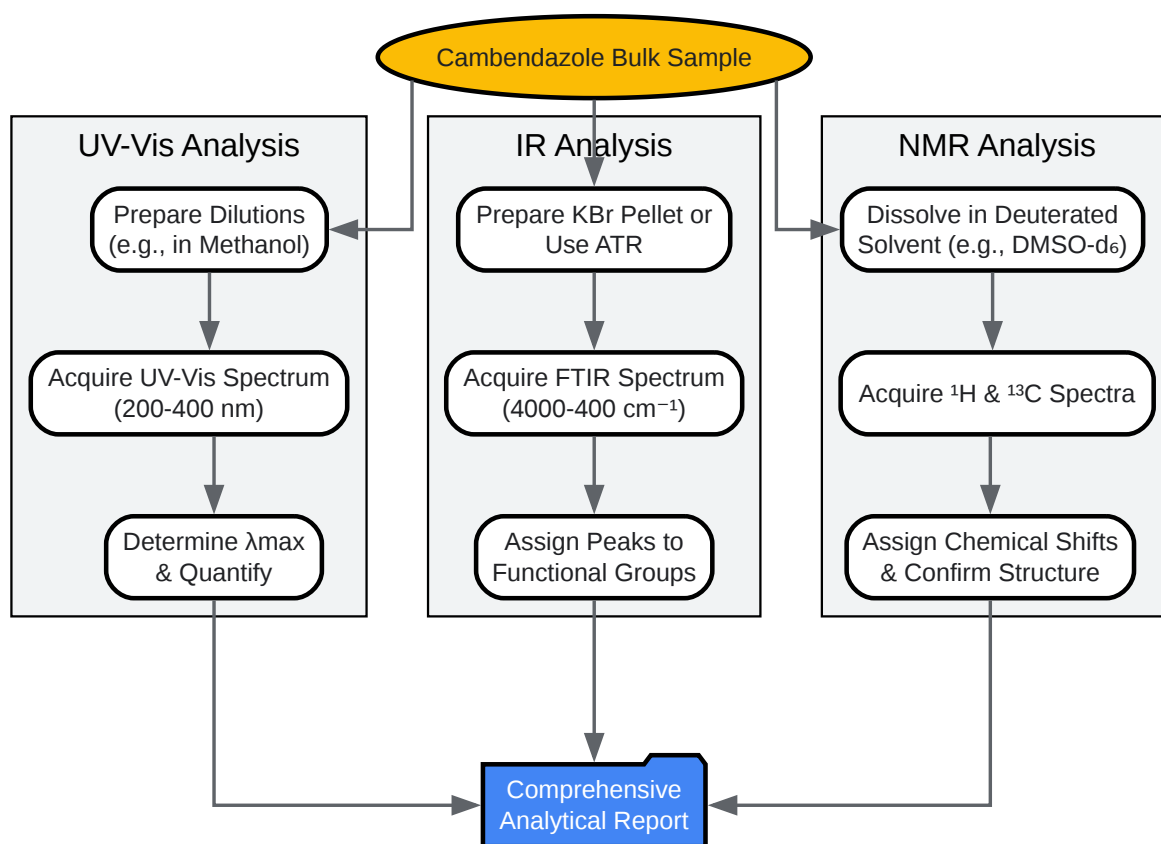 Cambendazole Bulk Sample
UV-Vis Analysis
Prepare Dilutions
(e.g., in Methanol)
Acquire UV-Vis Spectrum
(200-400 nm)
Determine λmax
& Quantify
IR Analysis
Prepare KBr Pellet or
Use ATR
Acquire FTIR Spectrum
(4000-400 cm⁻¹)
Assign Peaks to
Functional Groups
NMR Analysis
Dissolve in Deuterated
Solvent (e.g., DMSO-d₆)
Acquire ¹H & ¹³C Spectra
Assign Chemical Shifts
& Confirm Structure
Comprehensive
Analytical Report